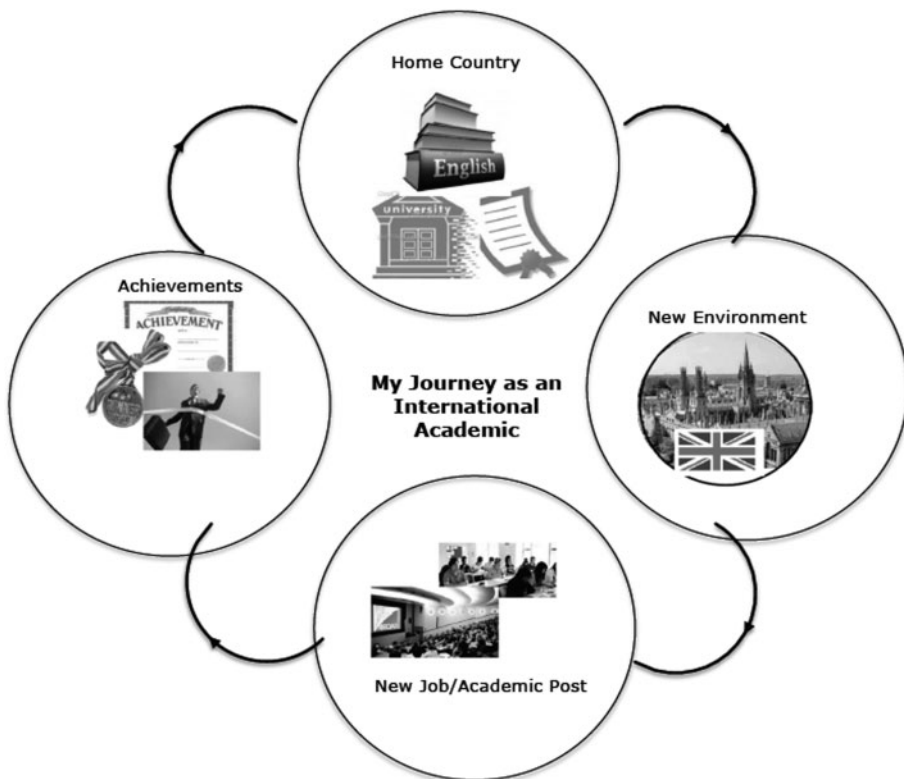 Home Country
English
university
Achievements
ACHIEVEMENT
New Environment
My Journey as an
International
Academic
New Job/Academic Post